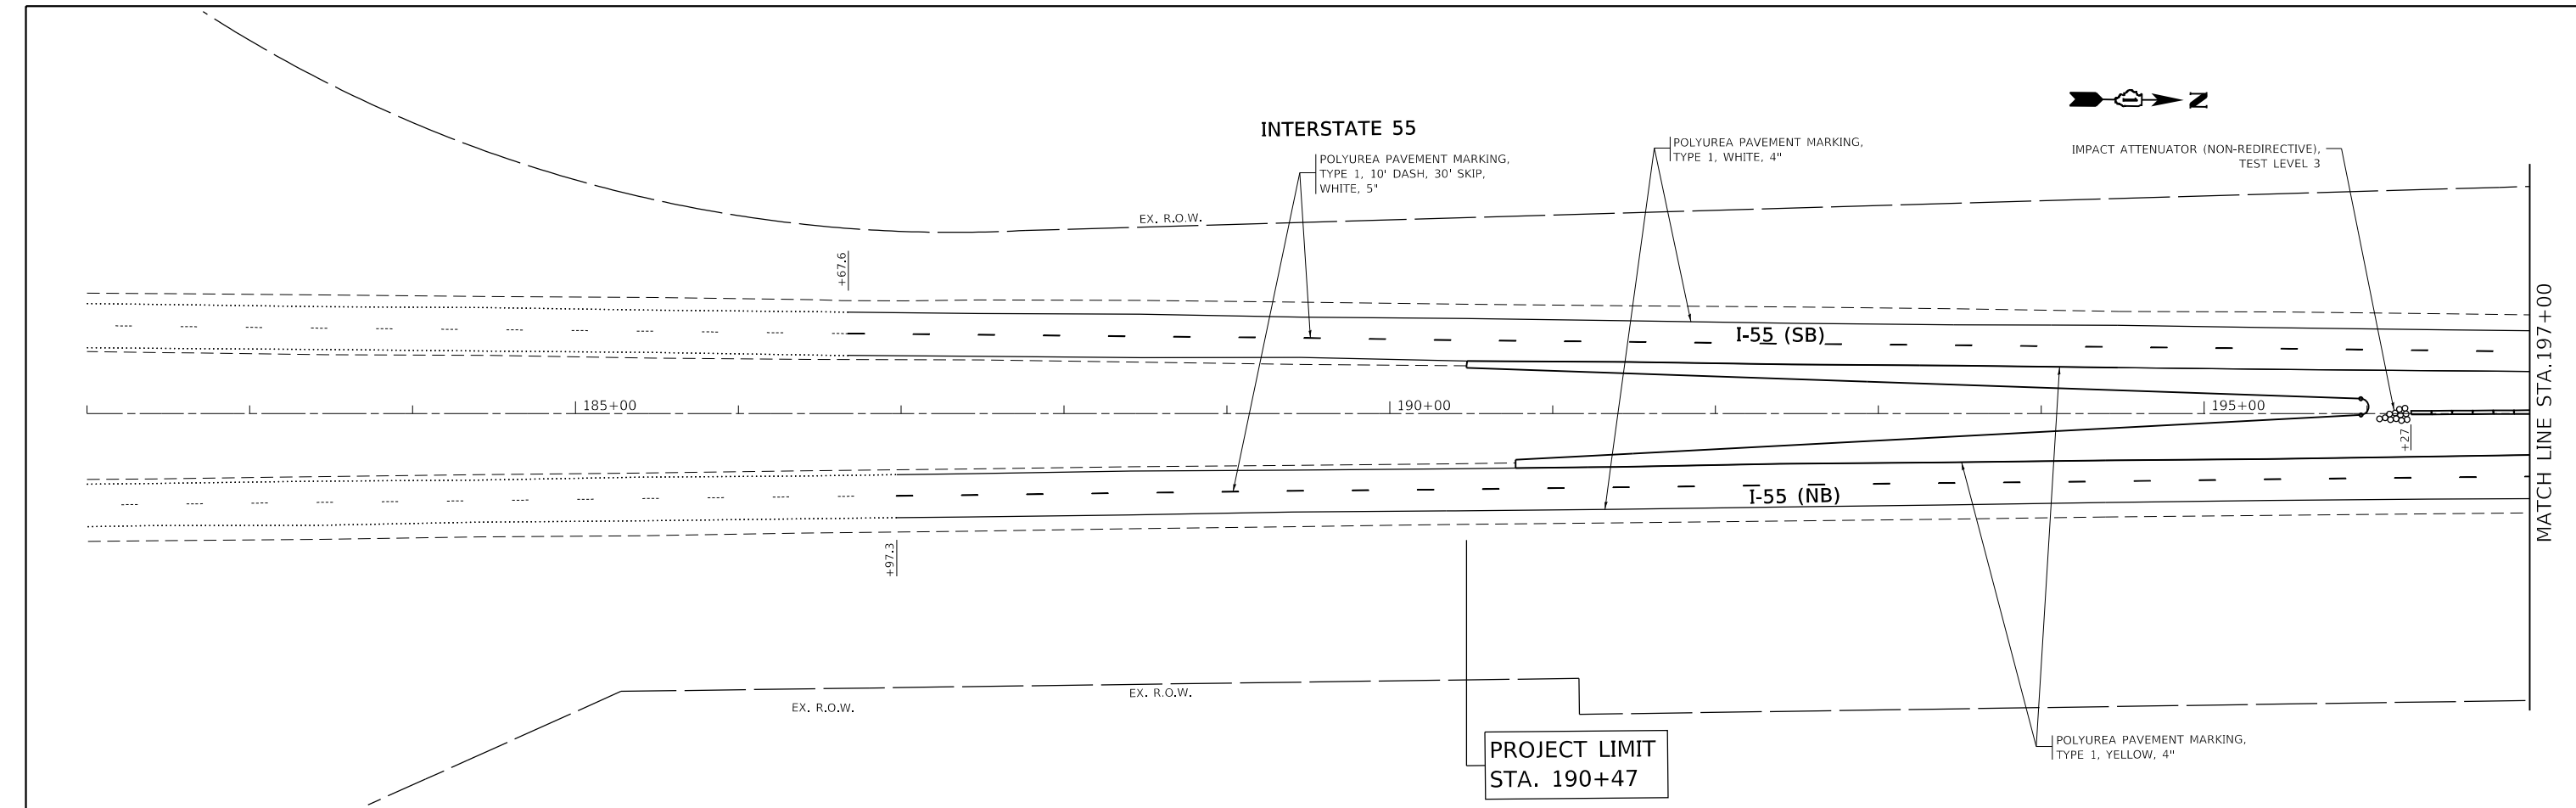 INTERSTATE 55
POLYUREA PAVEMENT MARKING,
TYPE 1, 10' DASH, 30' SKIP,
WHITE, 5"
POLYUREA PAVEMENT MARKING,
TYPE 1, WHITE, 4"
N
IMPACT ATTENUATOR (NON-REDIRECTIVE),
TEST LEVEL 3
EX. R.O.W.
+67.6
I-55 (SB)
MATCH LINE STA.197+00
185+00
190+00
195+00
+27
I-55 (NB)
+97.3
EX. R.O.W.
EX. R.O.W.
PROJECT LIMIT
STA. 190+47
POLYUREA PAVEMENT MARKING,
TYPE 1, YELLOW, 4"